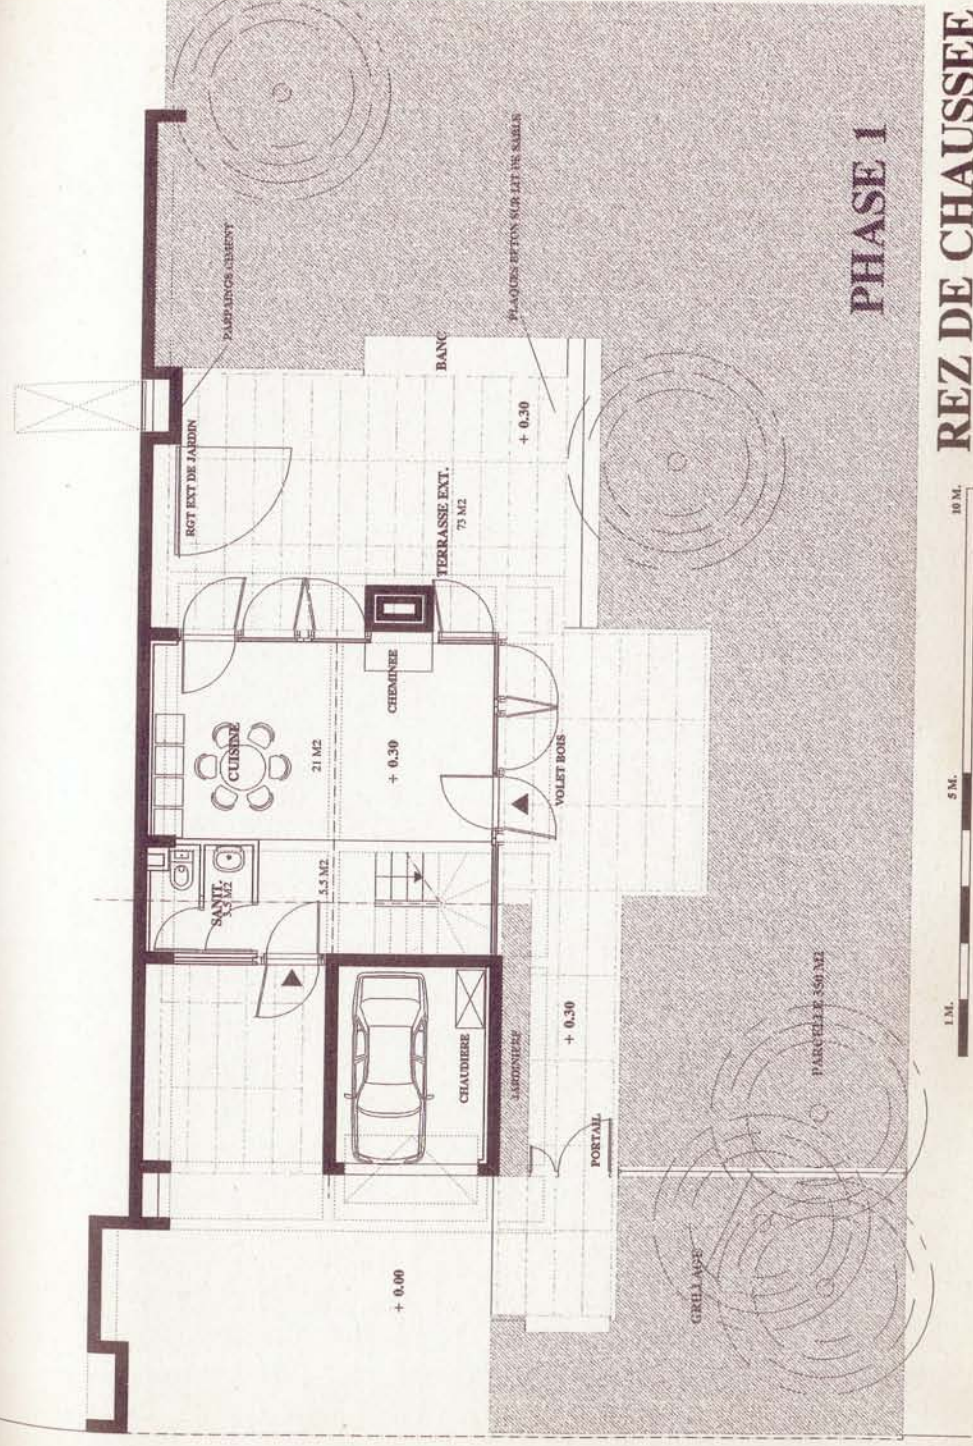 PARPAINGS CIMENT
PLAQUES BETON SUR LIT DE SABLE
PHASE 1
REZ DE CHAUSSEE
RGT EXT DE JARDIN
BANC
+ 0.30
TERRASSE EXT.
75 M2
10 M.
CUISINE
21 M2
+ 0.30
CHEMINEE
VOLET BOIS
5 M.
SANIT.
3.5 M2
5.5 M2
CHAUDIERE
JARDINIERE
+ 0.30
PORTAIL
PARCELLE 350 M2
1 M.
+ 0.00
GRILLAGE